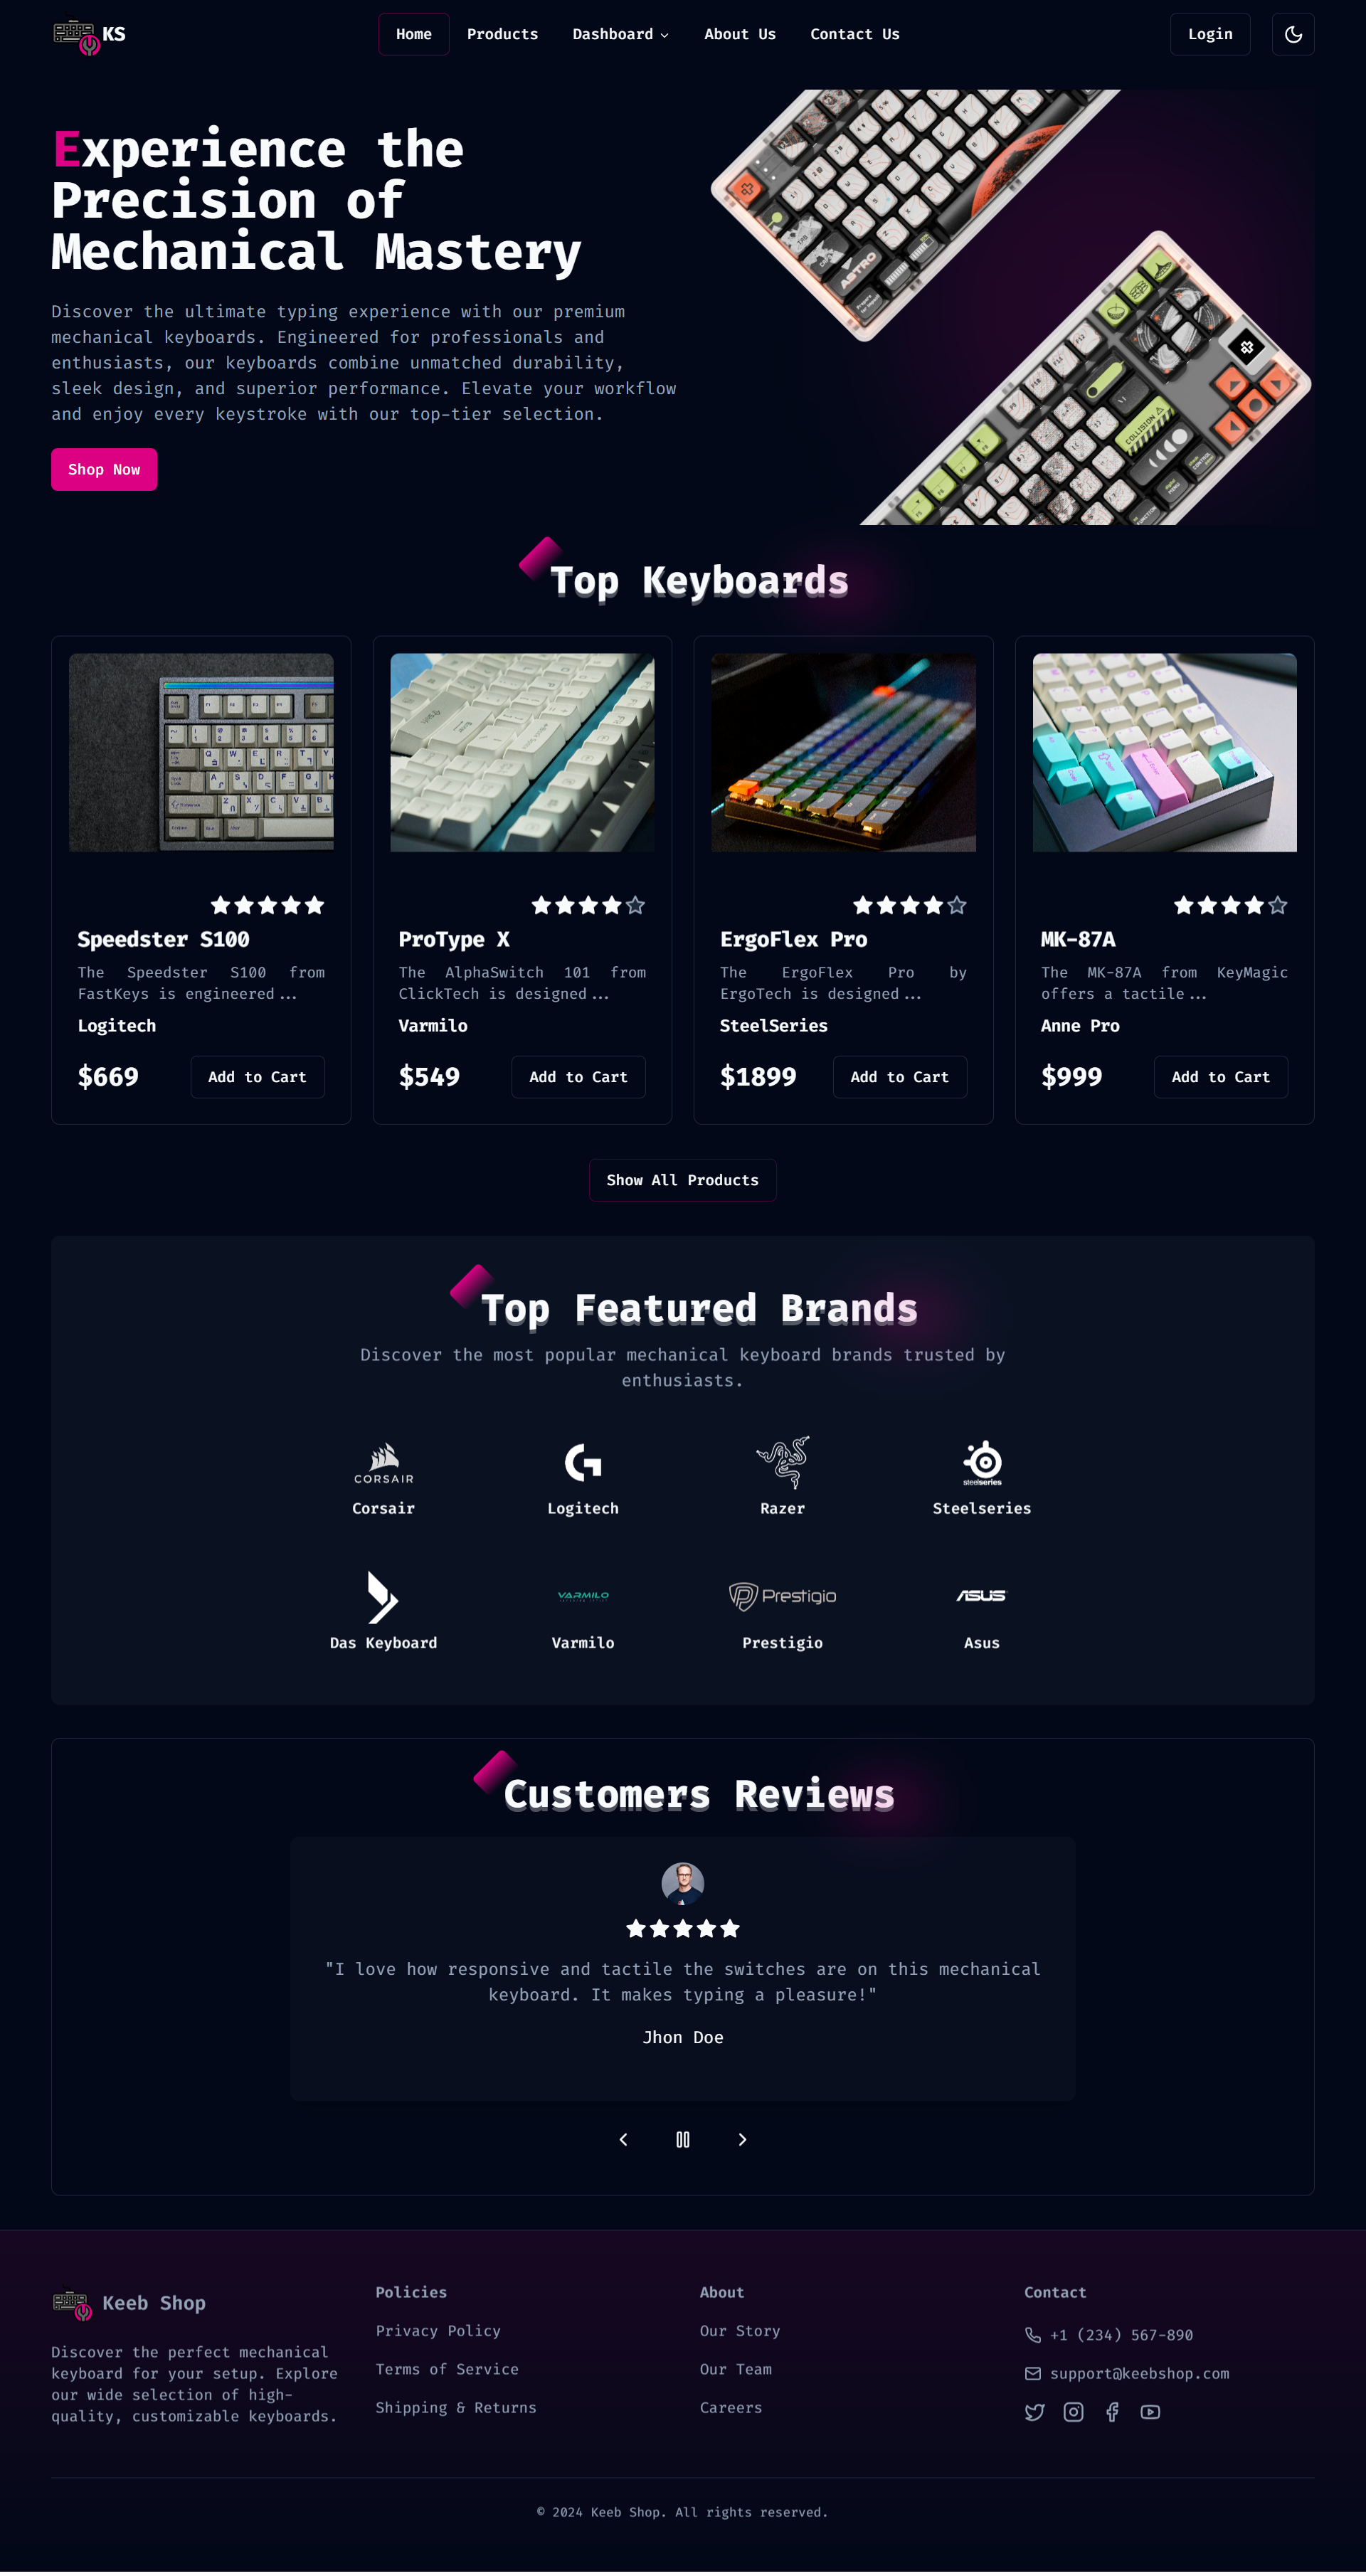 KS
Home
Products
Dashboard
About Us
Contact Us
Login
Experience the
Precision of
Mechanical Mastery
Discover the ultimate typing experience with our premium
mechanical keyboards. Engineered for professionals and
enthusiasts, our keyboards combine unmatched durability,
sleek design, and superior performance. Elevate your workflow
and enjoy every keystroke with our top-tier selection.
Shop Now
ASTRO
COLLISION
Top Keyboards
Speedster S100
The Speedster S100 from
FastKeys is engineered...
Logitech
$669
Add to Cart
ProType X
The AlphaSwitch 101 from
ClickTech is designed...
Varmilo
$549
Add to Cart
ErgoFlex Pro
The ErgoFlex Pro by
ErgoTech is designed...
SteelSeries
$1899
Add to Cart
MK-87A
The MK-87A from KeyMagic
offers a tactile...
Anne Pro
$999
Add to Cart
Show All Products
Top Featured Brands
Discover the most popular mechanical keyboard brands trusted by
enthusiasts.
CORSAIR
Corsair
Logitech
Razer
steelseries
Steelseries
Das Keyboard
VARMILO
Varmilo
Prestigio
Prestigio
ASUS
Asus
Customers Reviews
"I love how responsive and tactile the switches are on this mechanical
keyboard. It makes typing a pleasure!"
Jhon Doe
Keeb Shop
Discover the perfect mechanical
keyboard for your setup. Explore
our wide selection of high-
quality, customizable keyboards.
Policies
Privacy Policy
Terms of Service
Shipping & Returns
About
Our Story
Our Team
Careers
Contact
+1 (234) 567-890
support@keebshop.com
© 2024 Keeb Shop. All rights reserved.